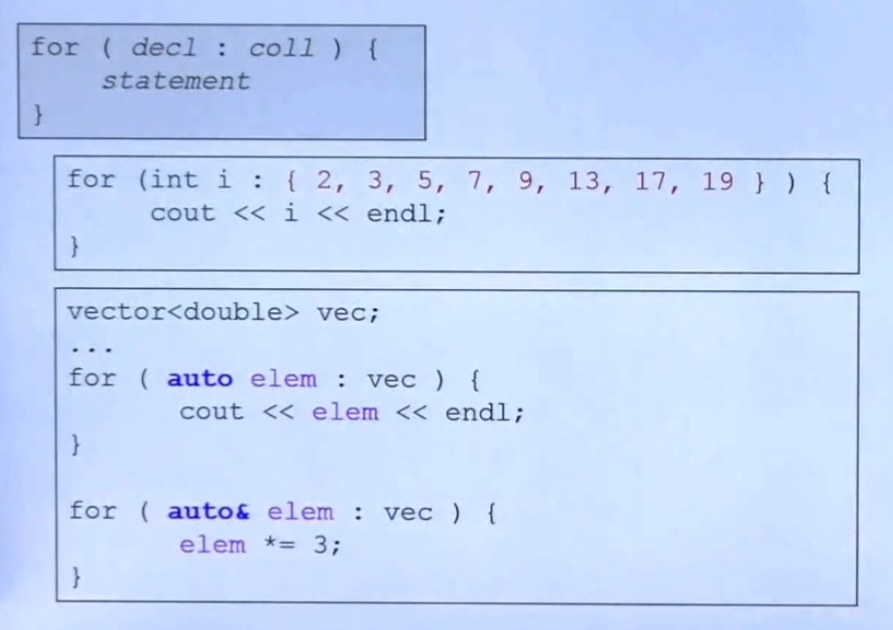 for ( decl : coll ) {
statement
}
for (int i : { 2, 3, 5, 7, 9, 13, 17, 19 } ) {
cout << i << endl;
}
vector<double> vec;
...
for ( auto elem : vec ) {
cout << elem << endl;
}
for ( auto& elem : vec ) {
elem *= 3;
}